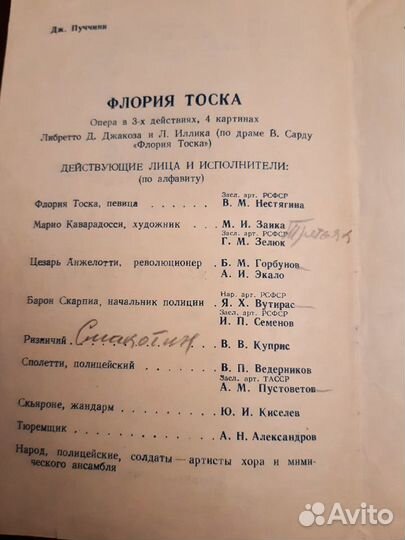 Дж. Пуччини
ФЛОРИЯ ТОСКА
Опера в 3-х действиях, 4 картинах
Либретто Д. Джакоза и Л. Иллика (по драме В. Сарду
«Флория Тоска»)
ДЕЙСТВУЮЩИЕ ЛИЦА И ИСПОЛНИТЕЛИ:
(по алфавиту)
Засл. арт. РСФСР
Флория Тоска, певица . . . . . . В. М. Нестягина
Марио Каварадосси, художник . . . . М. И. Заика
Засл. арт. РСФСР
Г. М. Зелюк
Цезарь Анжелотти, революционер . Б. М. Горбунов
А. И. Экало
Нар. арт. РСФСР
Барон Скарпиа, начальник полиции . Я. Х. Вутирас
Засл. арт. РСФСР
И. П. Семенов
Ризничий . . . В. В. Куприс
Сполетти, полицейский . . . . . В. П. Ведерников
Засл. арт. ТАССР
А. М. Пустоветов
Скьяроне, жандарм . . . . . . . Ю. И. Киселев
Тюремщик . . . . . . . . . . А. Н. Александров
Народ, полицейские, солдаты — артисты хора и мими-
ческого ансамбля
Avito